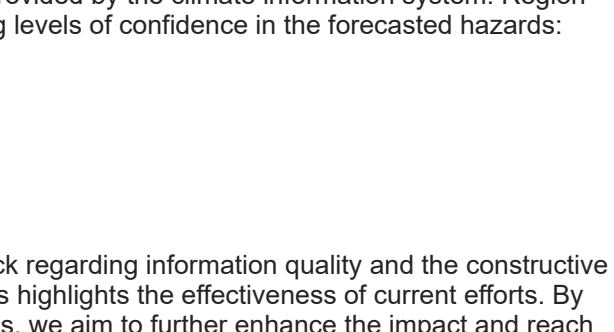 rovided by the climate information system. Region
g levels of confidence in the forecasted hazards:
ck regarding information quality and the constructive
s highlights the effectiveness of current efforts. By
s, we aim to further enhance the impact and reach